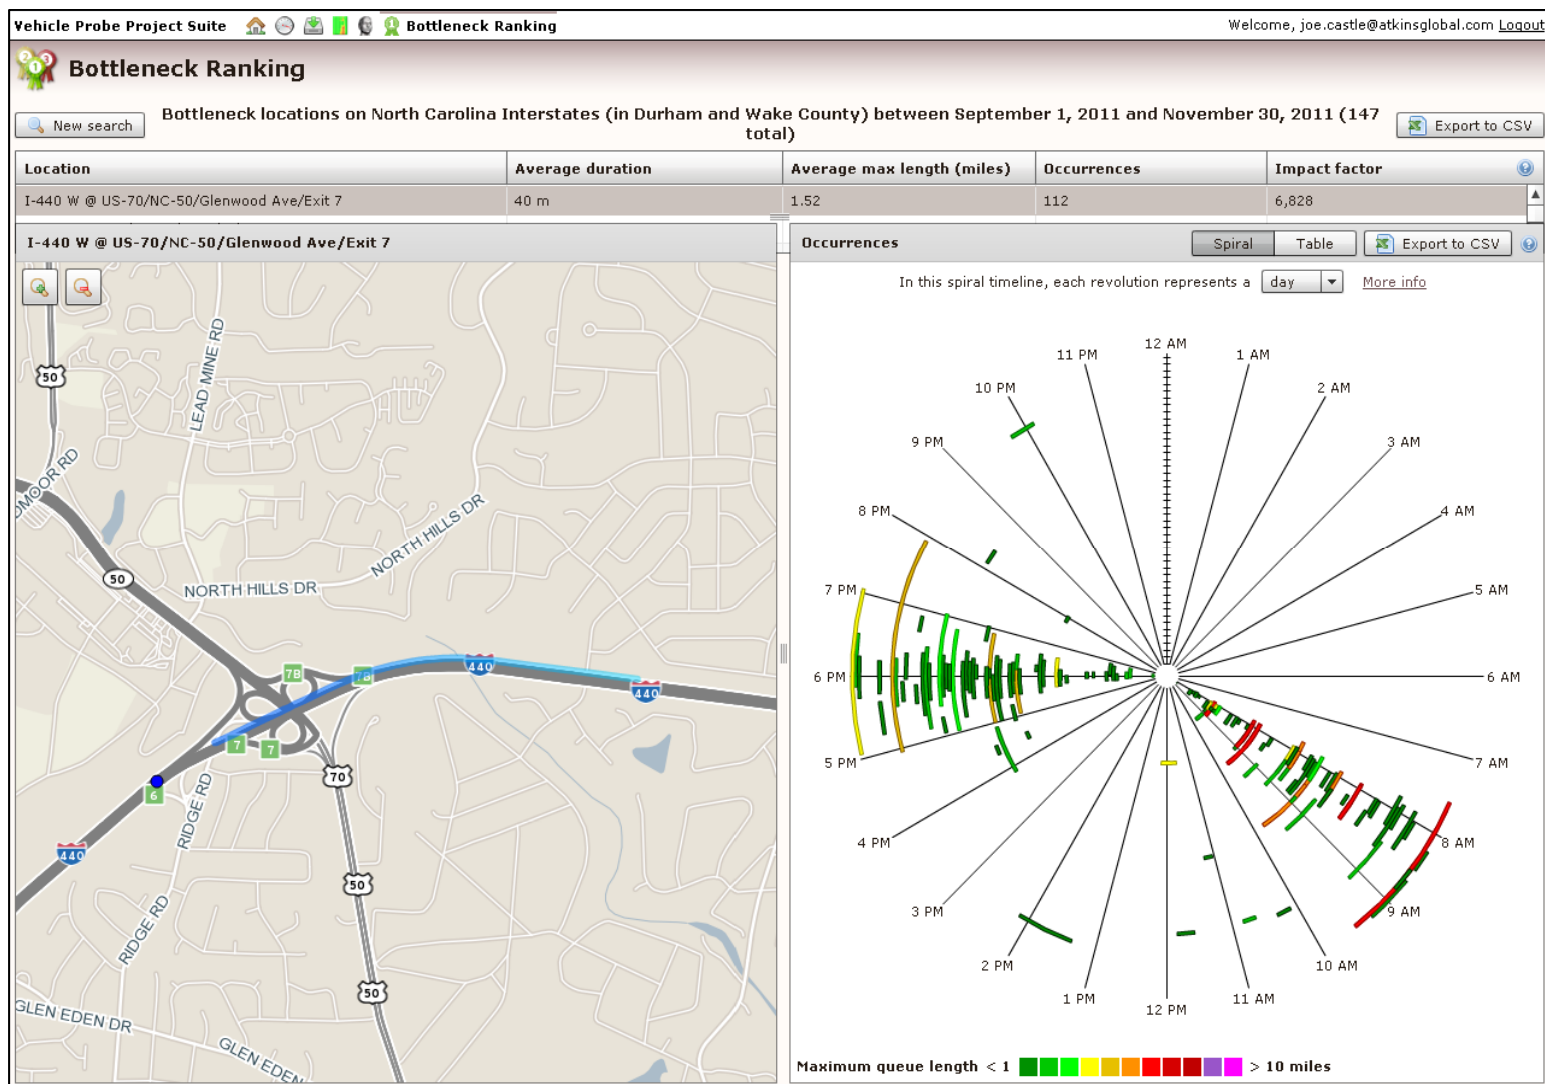 Vehicle Probe Project Suite
Bottleneck Ranking
Welcome, joe.castle@atkinsglobal.com Logout
Bottleneck Ranking
New search
Bottleneck locations on North Carolina Interstates (in Durham and Wake County) between September 1, 2011 and November 30, 2011 (147
total)
Export to CSV
Location
Average duration
Average max length (miles)
Occurrences
Impact factor
I-440 W @ US-70/NC-50/Glenwood Ave/Exit 7
40 m
1.52
112
6,828
I-440 W @ US-70/NC-50/Glenwood Ave/Exit 7
50
LEAD MINE RD
DMOOR RD
50
NORTH HILLS DR
NORTH HILLS DR
7B
7B
440
440
7
7
70
6
RIDGE RD
440
50
RIDGE RD
50
GLEN EDEN DR
GLEN EDEN
Occurrences
Spiral
Table
Export to CSV
In this spiral timeline, each revolution represents a
day
More info
12 AM
11 PM
1 AM
10 PM
2 AM
9 PM
3 AM
8 PM
4 AM
7 PM
5 AM
6 PM
6 AM
5 PM
7 AM
4 PM
8 AM
3 PM
9 AM
2 PM
10 AM
1 PM
11 AM
12 PM
Maximum queue length < 1
> 10 miles